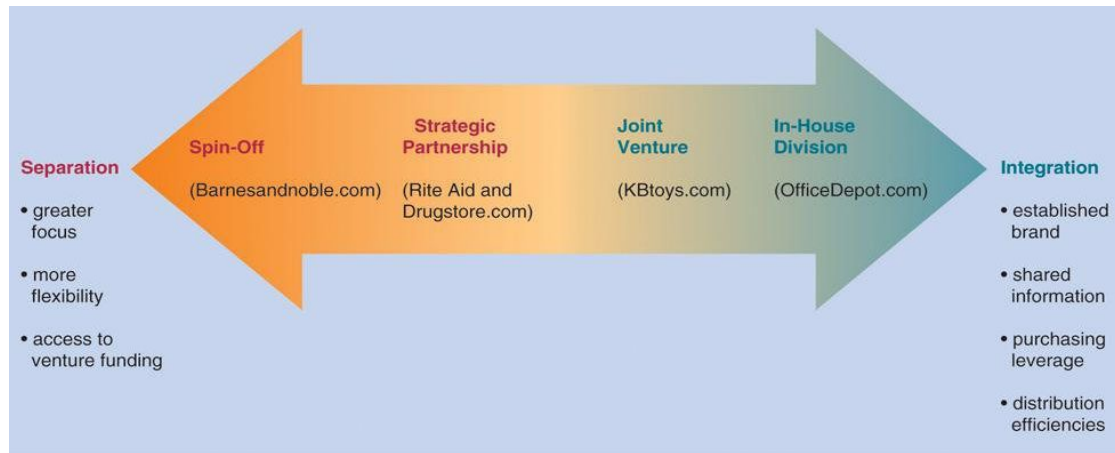 Separation
• greater
focus
• more
flexibility
• access to
venture funding
Spin-Off
(Barnesandnoble.com)
Strategic
Partnership
(Rite Aid and
Drugstore.com)
Joint
Venture
(KBtoys.com)
In-House
Division
(OfficeDepot.com)
Integration
• established
brand
• shared
information
• purchasing
leverage
• distribution
efficiencies